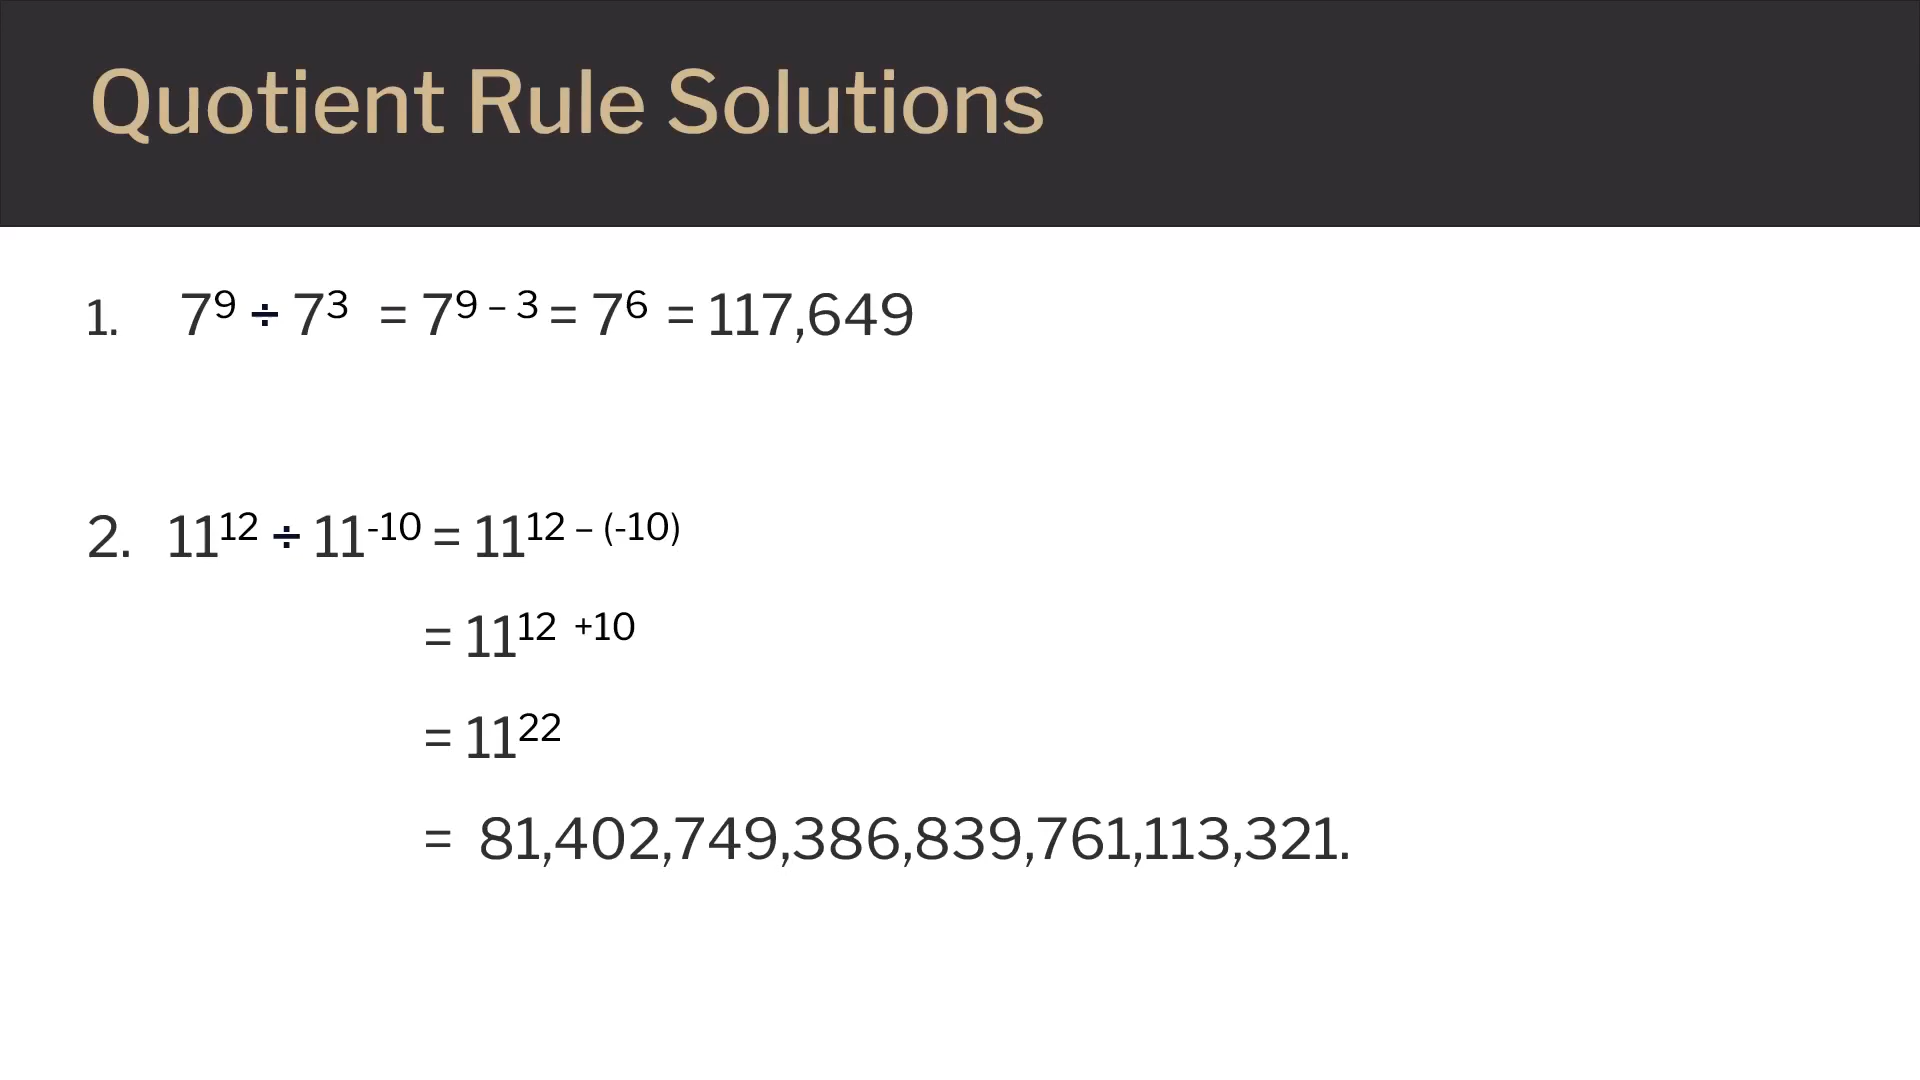 Quotient Rule Solutions
1. 7⁹ ÷ 7³ = 7⁹ ⁻ ³ = 7⁶ = 117,649
2. 11¹² ÷ 11⁻¹⁰ = 11¹² ⁻ ⁽⁻¹⁰⁾
= 11¹² ⁺¹⁰
= 11²²
= 81,402,749,386,839,761,113,321.